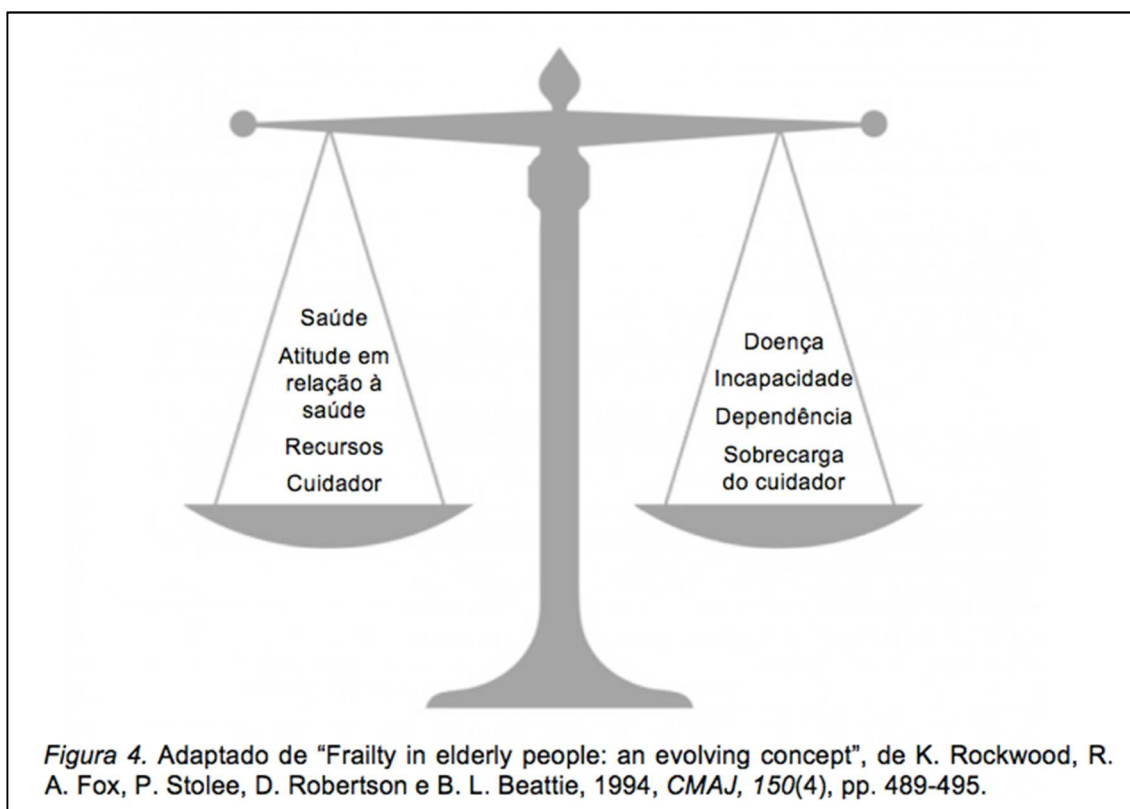 Saúde
Atitude em
relação à
saúde
Recursos
Cuidador
Doença
Incapacidade
Dependência
Sobrecarga
do cuidador
Figura 4. Adaptado de “Frailty in elderly people: an evolving concept”, de K. Rockwood, R.
A. Fox, P. Stolee, D. Robertson e B. L. Beattie, 1994, CMAJ, 150(4), pp. 489-495.